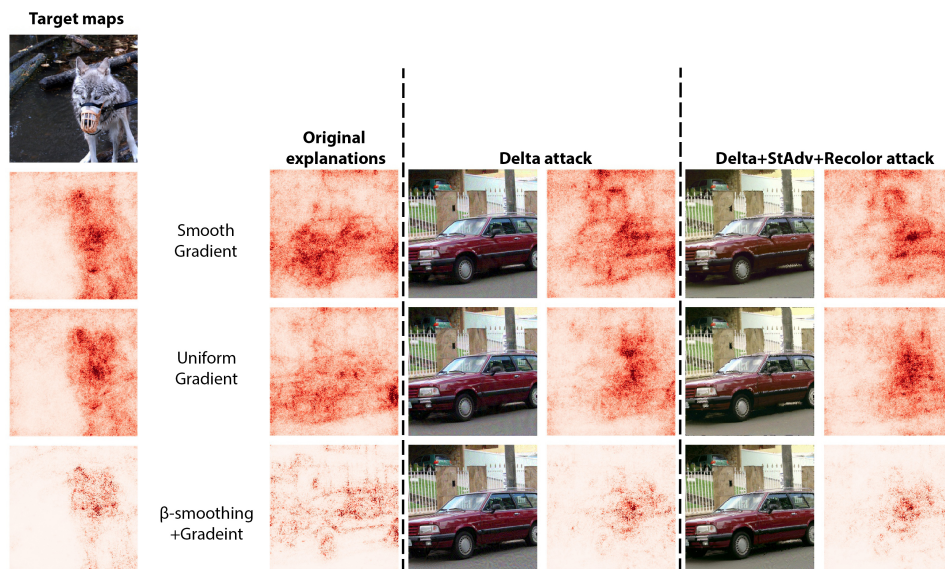 Target maps
Original
explanations
Delta attack
Delta+StAdv+Recolor attack
Smooth
Gradient
Uniform
Gradient
β-smoothing
+Gradeint